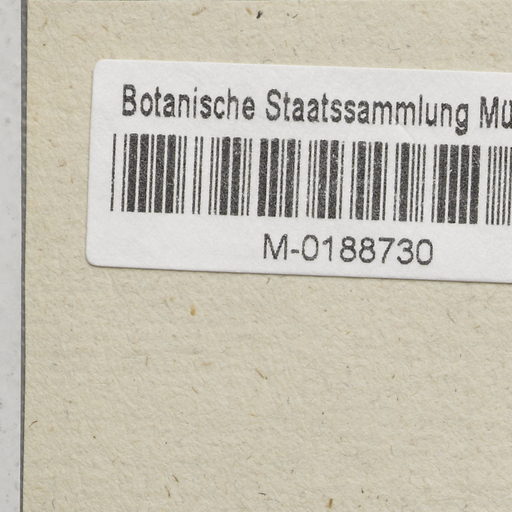 Botanische Staatssammlung Mü
M-0188730